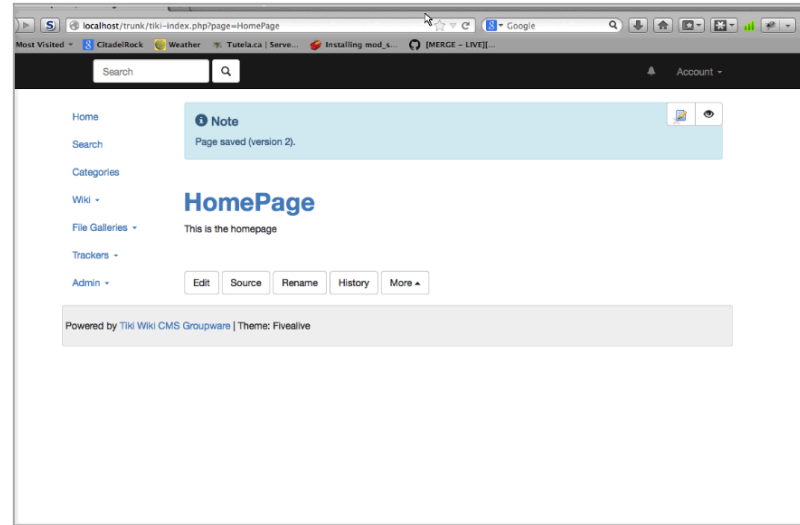 localhost/trunk/tiki-index.php?page=HomePage
Google
Most Visited
CitadelRock
Weather
Tutela.ca | Serve...
Installing mod_s...
[MERGE - LIVE][...
Search
Account
Home
Search
Categories
Wiki
File Galleries
Trackers
Admin
Note
Page saved (version 2).
HomePage
This is the homepage
Edit
Source
Rename
History
More
Powered by Tiki Wiki CMS Groupware | Theme: Fivealive